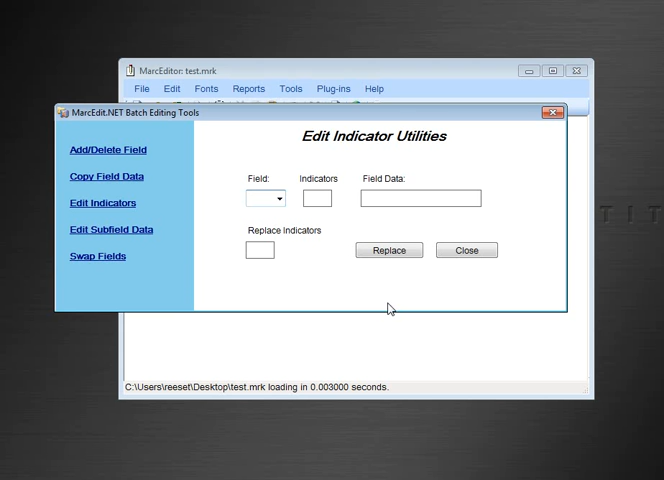 MarcEditor: test.mrk
File Edit Fonts Reports Tools Plug-ins Help
MarcEdit.NET Batch Editing Tools
Add/Delete Field
Copy Field Data
Edit Indicators
Edit Subfield Data
Swap Fields
Edit Indicator Utilities
Field: Indicators Field Data:
Replace Indicators
Replace Close
T I T
C:\Users\reeset\Desktop\test.mrk loading in 0.003000 seconds.